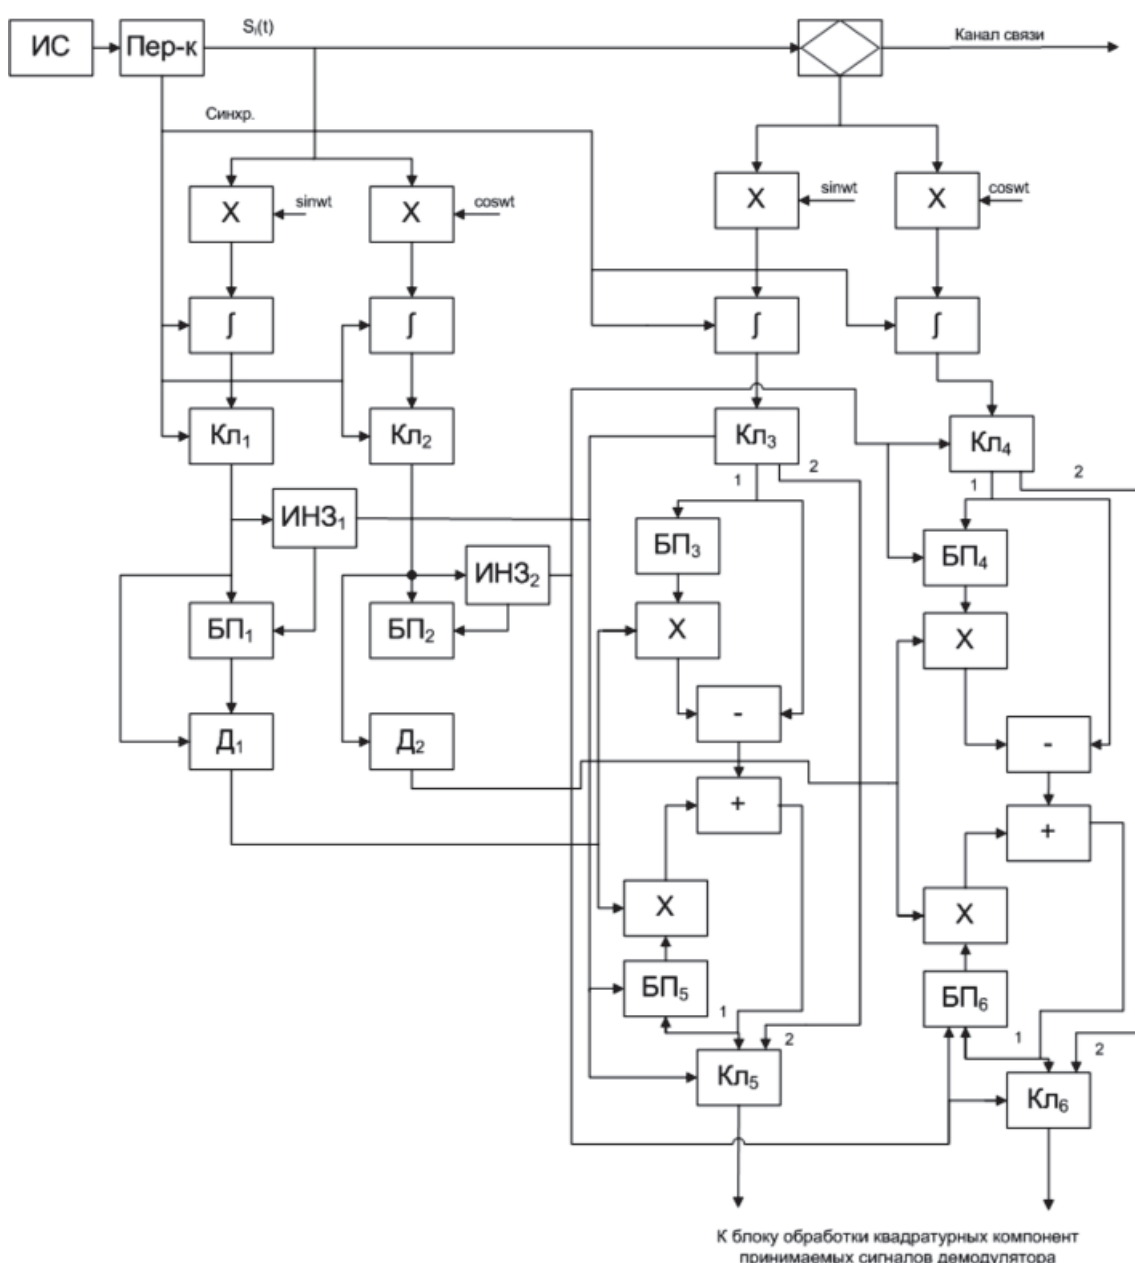 ИС
Пер-к
Sᵢ(t)
Канал связи
Синхр.
X
sinwt
X
coswt
X
sinwt
X
coswt
∫
∫
∫
∫
Кл₁
Кл₂
Кл₃
Кл₄
1
2
1
2
ИНЗ₁
БП₃
БП₄
ИНЗ₂
БП₁
БП₂
X
X
Д₁
Д₂
-
-
+
+
X
X
БП₅
БП₆
1
2
1
2
Кл₅
Кл₆
К блоку обработки квадратурных компонент
принимаемых сигналов демодулятора